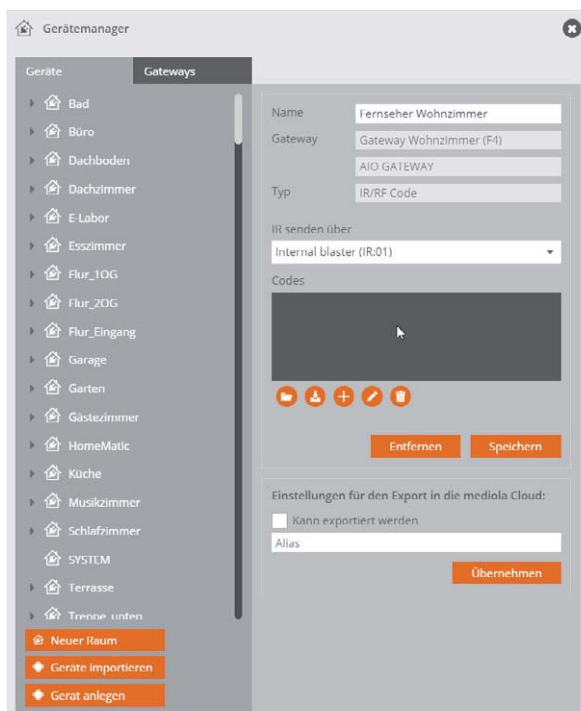 Gerätemanager
Geräte
Gateways
Bad
Büro
Dachboden
Dachzimmer
E-Labor
Esszimmer
Flur_1OG
Flur_2OG
Flur_Eingang
Garage
Garten
Gästezimmer
HomeMatic
Küche
Musikzimmer
Schlafzimmer
SYSTEM
Terrasse
Treppe_unten
Neuer Raum
Geräte importieren
Gerät anlegen
Name
Fernseher Wohnzimmer
Gateway
Gateway Wohnzimmer (F4)
AIO GATEWAY
Typ
IR/RF Code
IR senden über
Internal blaster (IR:01)
Codes
Entfernen
Speichern
Einstellungen für den Export in die mediola Cloud:
Kann exportiert werden
Alias
Übernehmen